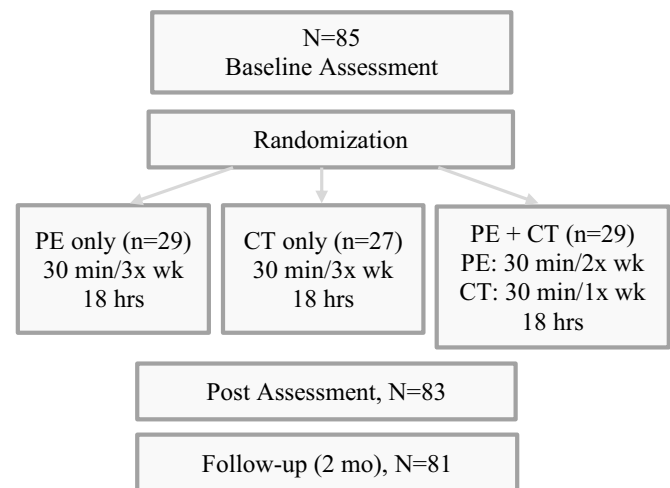 N=85
Baseline Assessment
Randomization
PE only (n=29)
30 min/3x wk
18 hrs
CT only (n=27)
30 min/3x wk
18 hrs
PE + CT (n=29)
PE: 30 min/2x wk
CT: 30 min/1x wk
18 hrs
Post Assessment, N=83
Follow-up (2 mo), N=81